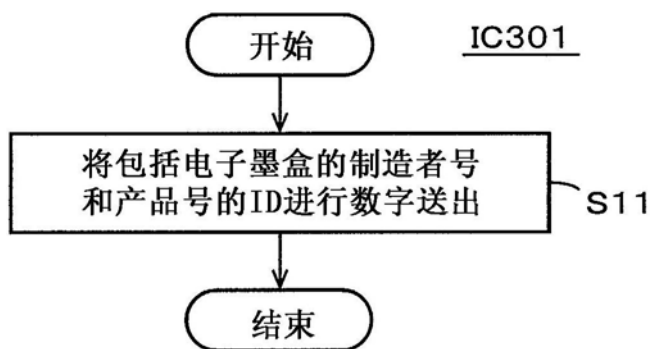 开始
IC301
将包括电子墨盒的制造者号
和产品号的ID进行数字送出
S11
结束